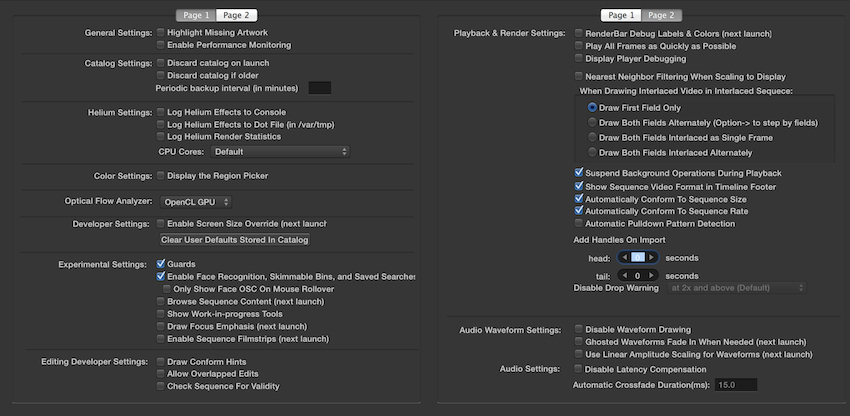 Page 1 Page 2
General Settings: Highlight Missing Artwork
Enable Performance Monitoring
Catalog Settings: Discard catalog on launch
Discard catalog if older
Periodic backup interval (in minutes)
Helium Settings: Log Helium Effects to Console
Log Helium Effects to Dot File (in /var/tmp)
Log Helium Render Statistics
CPU Cores: Default
Color Settings: Display the Region Picker
Optical Flow Analyzer: OpenCL GPU
Developer Settings: Enable Screen Size Override (next launch
Clear User Defaults Stored In Catalog
Experimental Settings: Guards
Enable Face Recognition, Skimmable Bins, and Saved Searches
Only Show Face OSC On Mouse Rollover
Browse Sequence Content (next launch)
Show Work-in-progress Tools
Draw Focus Emphasis (next launch)
Enable Sequence Filmstrips (next launch)
Editing Developer Settings: Draw Conform Hints
Allow Overlapped Edits
Check Sequence For Validity
Page 1 Page 2
Playback & Render Settings: RenderBar Debug Labels & Colors (next launch)
Play All Frames as Quickly as Possible
Display Player Debugging
Nearest Neighbor Filtering When Scaling to Display
When Drawing Interlaced Video in Interlaced Sequece:
Draw First Field Only
Draw Both Fields Alternately (Option-> to step by fields)
Draw Both Fields Interlaced as Single Frame
Draw Both Fields Interlaced Alternately
Suspend Background Operations During Playback
Show Sequence Video Format in Timeline Footer
Automatically Conform To Sequence Size
Automatically Conform To Sequence Rate
Automatic Pulldown Pattern Detection
Add Handles On Import
head: 0 seconds
tail: 0 seconds
Disable Drop Warning at 2x and above (Default)
Audio Waveform Settings: Disable Waveform Drawing
Ghosted Waveforms Fade In When Needed (next launch)
Use Linear Amplitude Scaling for Waveforms (next launch)
Audio Settings: Disable Latency Compensation
Automatic Crossfade Duration(ms): 15.0